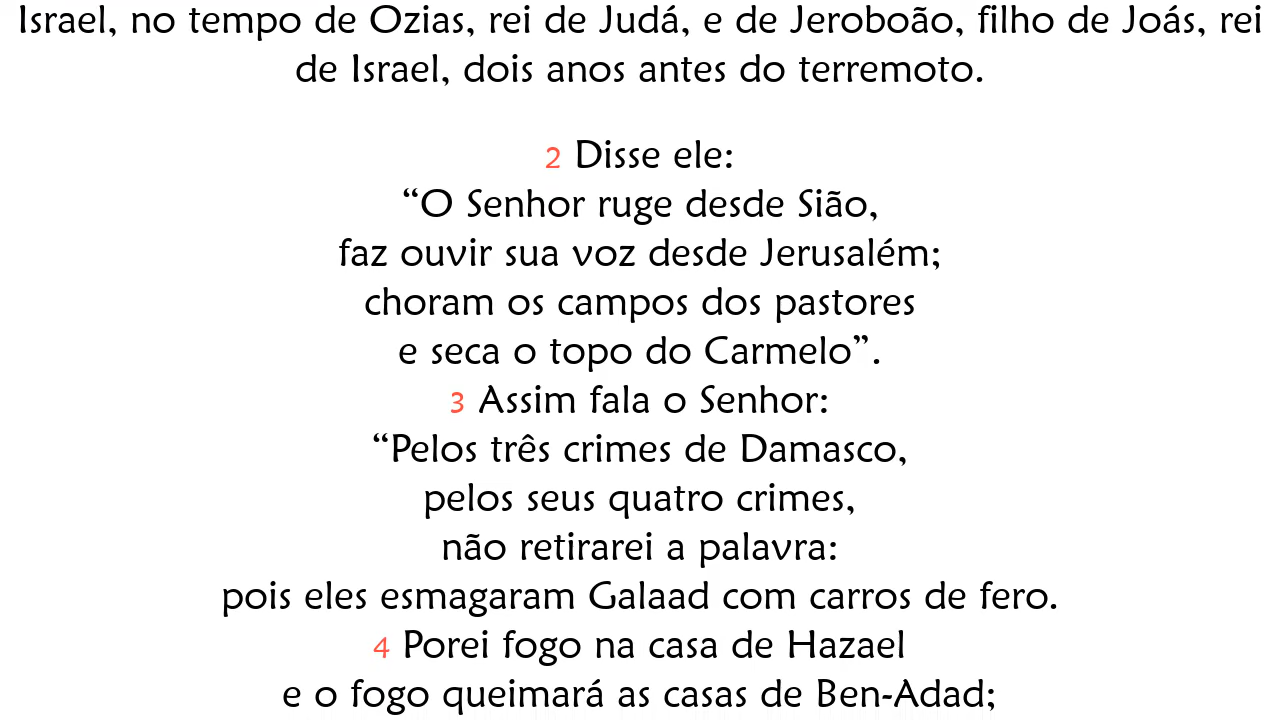 Israel, no tempo de Ozias, rei de Judá, e de Jeroboão, filho de Joás, rei
de Israel, dois anos antes do terremoto.
2 Disse ele:
“O Senhor ruge desde Sião,
faz ouvir sua voz desde Jerusalém;
choram os campos dos pastores
e seca o topo do Carmelo”.
3 Assim fala o Senhor:
“Pelos três crimes de Damasco,
pelos seus quatro crimes,
não retirarei a palavra:
pois eles esmagaram Galaad com carros de fero.
4 Porei fogo na casa de Hazael
e o fogo queimará as casas de Ben-Adad;